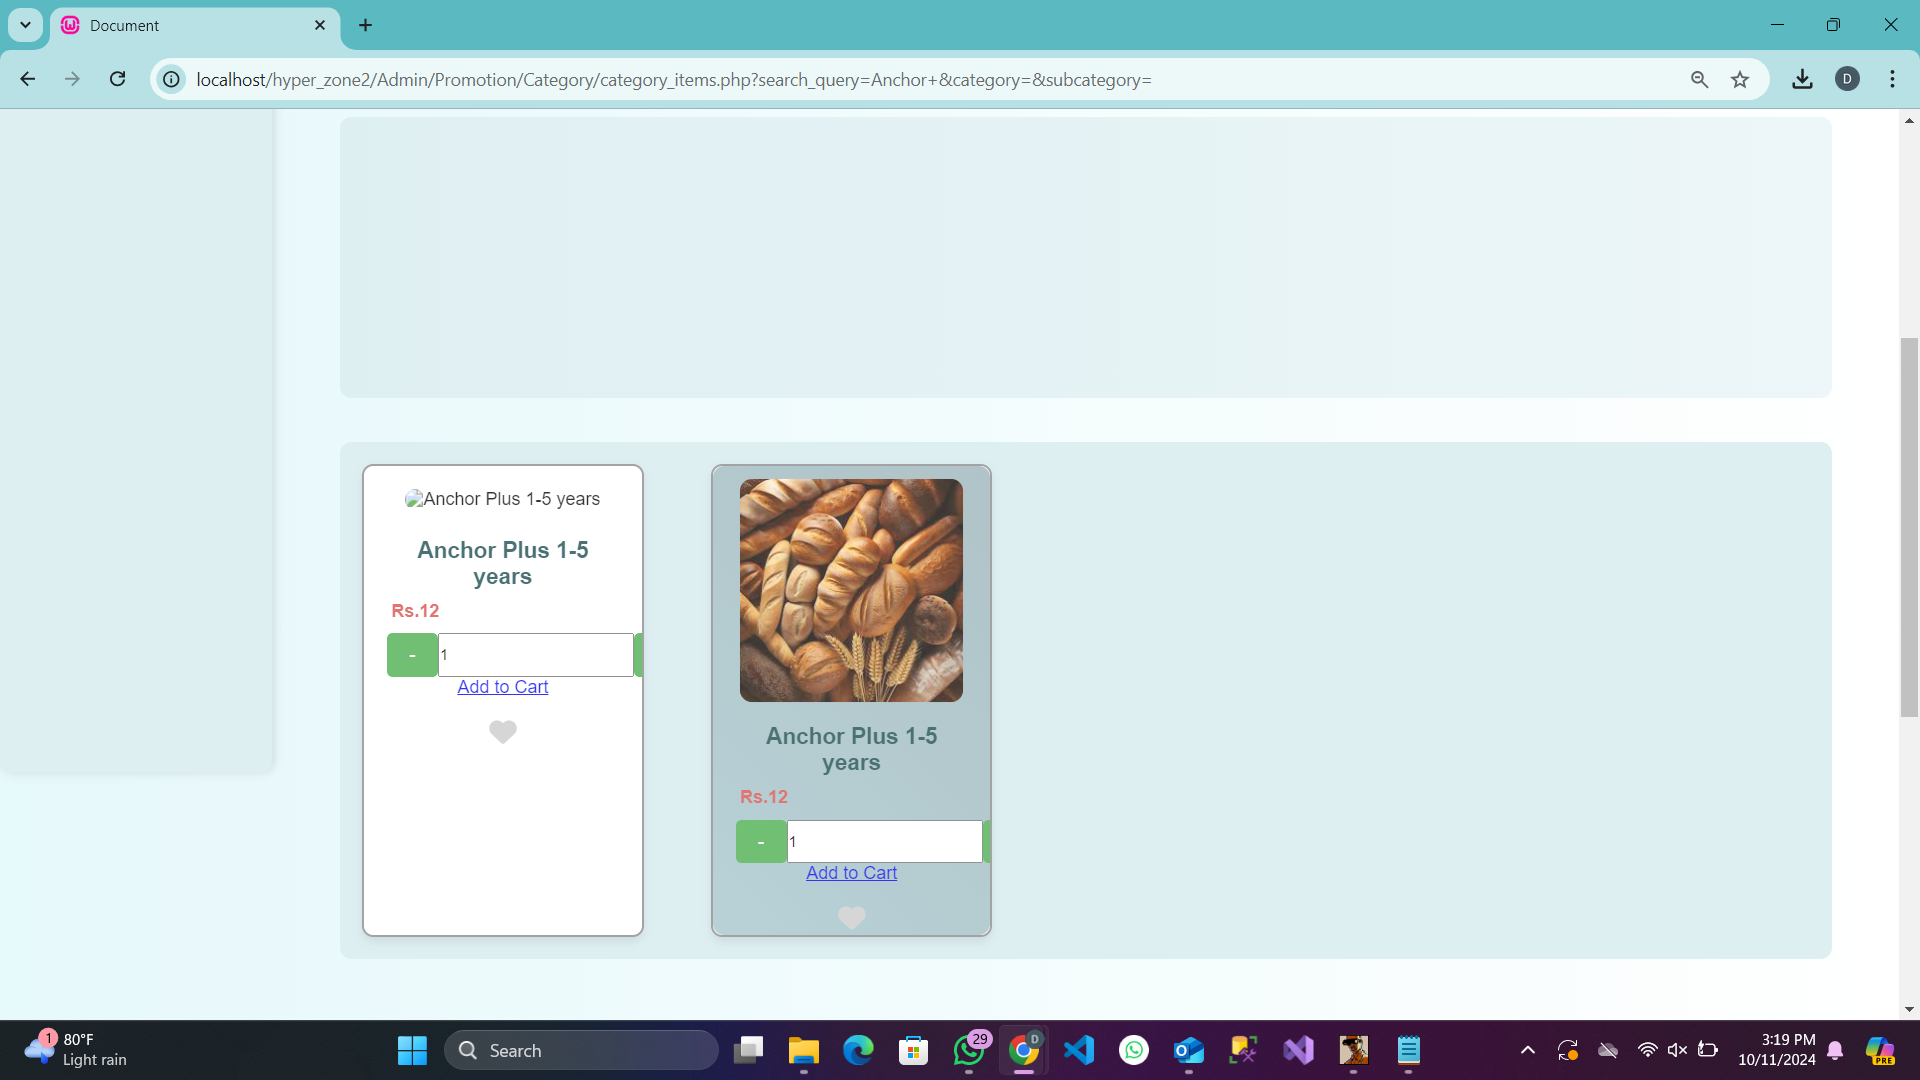 Document
localhost/hyper_zone2/Admin/Promotion/Category/category_items.php?search_query=Anchor+&category=&subcategory=
D
Anchor Plus 1-5 years
Anchor Plus 1-5
years
Rs.12
-
1
Add to Cart
Anchor Plus 1-5
years
Rs.12
-
1
Add to Cart
1
80°F
Light rain
Search
29
D
3:19 PM
10/11/2024
PRE